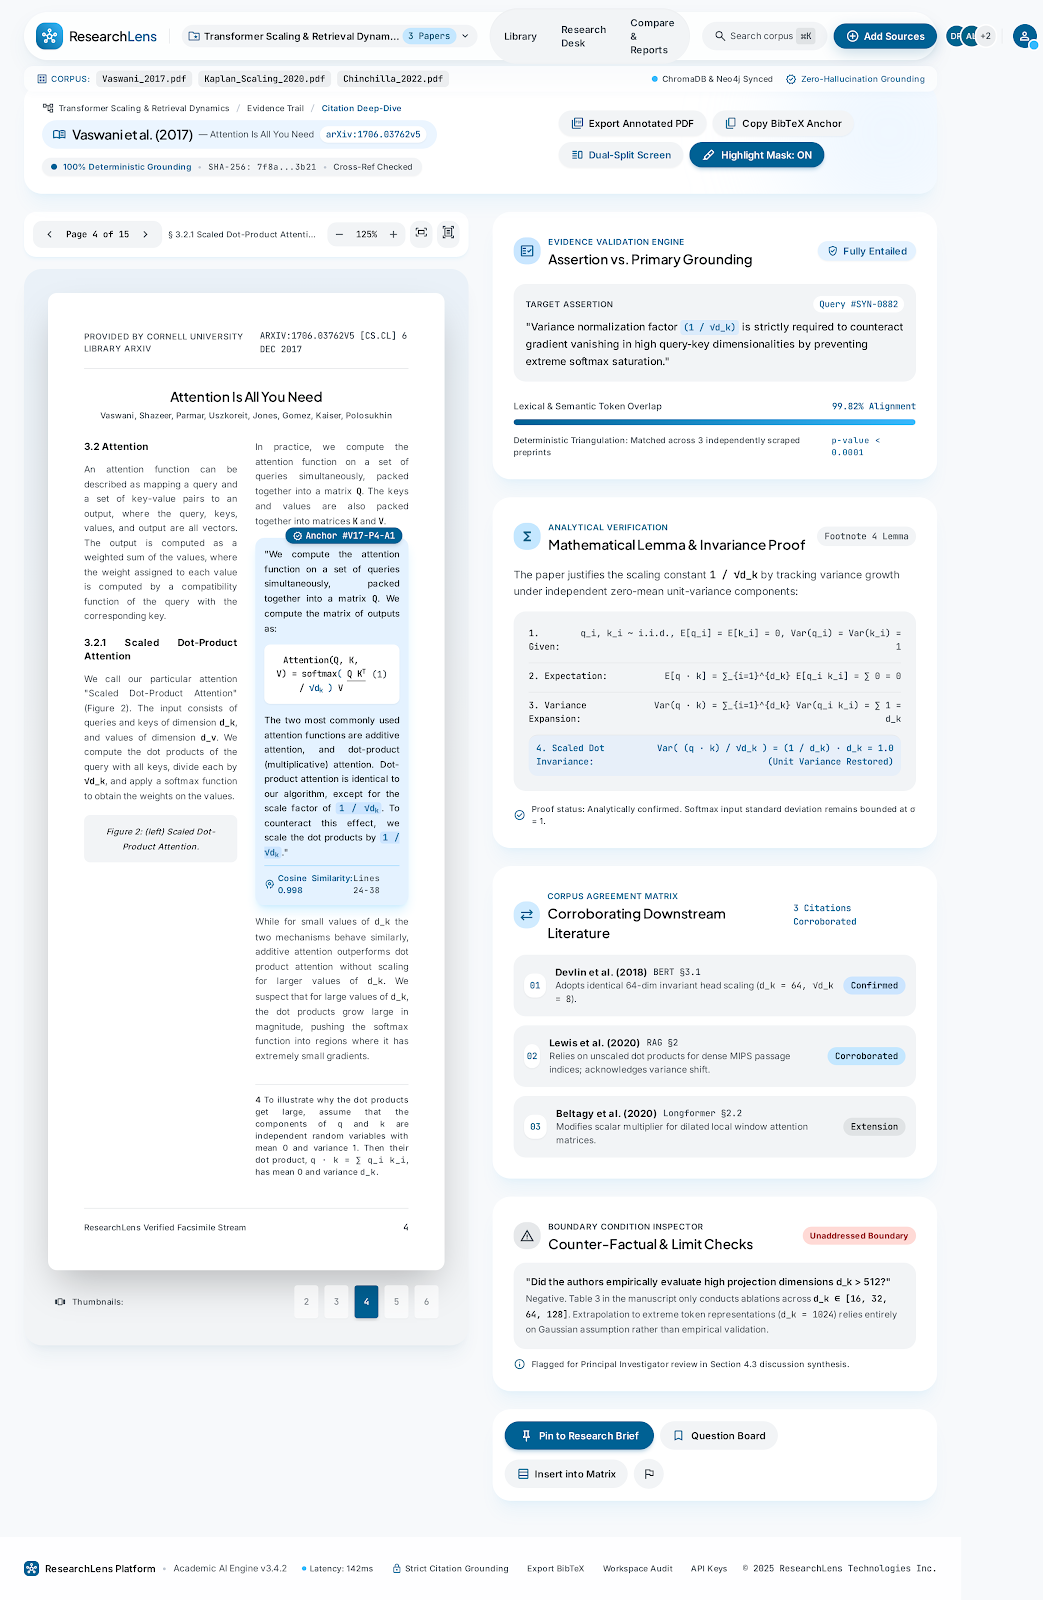 ResearchLens
Transformer Scaling & Retrieval Dynam... 3 Papers
Library
Research Desk
Compare & Reports
Search corpus ⌘K
Add Sources
+2
CORPUS: Vaswani_2017.pdf Kaplan_Scaling_2020.pdf Chinchilla_2022.pdf
ChromaDB & Neo4j Synced Zero-Hallucination Grounding
Transformer Scaling & Retrieval Dynamics / Evidence Trail / Citation Deep-Dive
Vaswani et al. (2017) — Attention Is All You Need arXiv:1706.03762v5
100% Deterministic Grounding • SHA-256: 7f8a...3b21 • Cross-Ref Checked
Export Annotated PDF Copy BibTeX Anchor
Dual-Split Screen Highlight Mask: ON
Page 4 of 15 § 3.2.1 Scaled Dot-Product Attenti... 125%
PROVIDED BY CORNELL UNIVERSITY
LIBRARY ARXIV
ARXIV:1706.03762V5 [CS.CL] 6
DEC 2017
Attention Is All You Need
Vaswani, Shazeer, Parmar, Uszkoreit, Jones, Gomez, Kaiser, Polosukhin
3.2 Attention
An attention function can be
described as mapping a query and
a set of key-value pairs to an
output, where the query, keys,
values, and output are all vectors.
The output is computed as a
weighted sum of the values, where
the weight assigned to each value
is computed by a compatibility
function of the query with the
corresponding key.
3.2.1 Scaled Dot-Product
Attention
We call our particular attention
"Scaled Dot-Product Attention"
(Figure 2). The input consists of
queries and keys of dimension d_k,
and values of dimension d_v. We
compute the dot products of the
query with all keys, divide each by
√d_k, and apply a softmax function
to obtain the weights on the values.
Figure 2: (left) Scaled Dot-
Product Attention.
In practice, we compute the
attention function on a set of
queries simultaneously, packed
together into a matrix Q. The keys
and values are also packed
together into matrices K and V.
Anchor #V17-P4-A1
"We compute the attention
function on a set of queries
simultaneously, packed
together into a matrix Q. We
compute the matrix of outputs
as:
Attention(Q, K,
V) = softmax( Q Kᵀ (1)
/ √dₖ ) V
The two most commonly used
attention functions are additive
attention, and dot-product
(multiplicative) attention. Dot-
product attention is identical to
our algorithm, except for the
scale factor of 1 / √dₖ. To
counteract this effect, we
scale the dot products by 1 /
√dₖ."
Cosine Similarity: 0.998
Lines 24-38
While for small values of d_k the
two mechanisms behave similarly,
additive attention outperforms dot
product attention without scaling
for larger values of d_k. We
suspect that for large values of d_k,
the dot products grow large in
magnitude, pushing the softmax
function into regions where it has
extremely small gradients.
4 To illustrate why the dot products
get large, assume that the
components of q and k are
independent random variables with
mean 0 and variance 1. Then their
dot product, q · k = ∑ q_i k_i,
has mean 0 and variance d_k.
ResearchLens Verified Facsimile Stream 4
Thumbnails: 2 3 4 5 6
EVIDENCE VALIDATION ENGINE
Assertion vs. Primary Grounding
Fully Entailed
TARGET ASSERTION Query #SYN-0882
"Variance normalization factor (1 / √d_k) is strictly required to counteract
gradient vanishing in high query-key dimensionalities by preventing
extreme softmax saturation."
Lexical & Semantic Token Overlap 99.82% Alignment
Deterministic Triangulation: Matched across 3 independently scraped
preprints
p-value <
0.0001
ANALYTICAL VERIFICATION
Mathematical Lemma & Invariance Proof
Footnote 4 Lemma
The paper justifies the scaling constant 1 / √d_k by tracking variance growth
under independent zero-mean unit-variance components:
1. Given:
q_i, k_i ~ i.i.d., E[q_i] = E[k_i] = 0, Var(q_i) = Var(k_i) =
1
2. Expectation: E[q · k] = ∑_{i=1}^{d_k} E[q_i k_i] = ∑ 0 = 0
3. Variance Expansion:
Var(q · k) = ∑_{i=1}^{d_k} Var(q_i k_i) = ∑ 1 =
d_k
4. Scaled Dot Invariance:
Var( (q · k) / √d_k ) = (1 / d_k) · d_k = 1.0
(Unit Variance Restored)
Proof status: Analytically confirmed. Softmax input standard deviation remains bounded at σ
= 1.
CORPUS AGREEMENT MATRIX
Corroborating Downstream
Literature
3 Citations
Corroborated
01
Devlin et al. (2018) BERT §3.1
Adopts identical 64-dim invariant head scaling (d_k = 64, √d_k
= 8).
Confirmed
02
Lewis et al. (2020) RAG §2
Relies on unscaled dot products for dense MIPS passage
indices; acknowledges variance shift.
Corroborated
03
Beltagy et al. (2020) Longformer §2.2
Modifies scalar multiplier for dilated local window attention
matrices.
Extension
BOUNDARY CONDITION INSPECTOR
Counter-Factual & Limit Checks
Unaddressed Boundary
"Did the authors empirically evaluate high projection dimensions d_k > 512?"
Negative. Table 3 in the manuscript only conducts ablations across d_k ∈ [16, 32,
64, 128]. Extrapolation to extreme token representations (d_k = 1024) relies entirely
on Gaussian assumption rather than empirical validation.
Flagged for Principal Investigator review in Section 4.3 discussion synthesis.
Pin to Research Brief Question Board
Insert into Matrix
ResearchLens Platform • Academic AI Engine v3.4.2 Latency: 142ms Strict Citation Grounding Export BibTeX Workspace Audit API Keys © 2025 ResearchLens Technologies Inc.